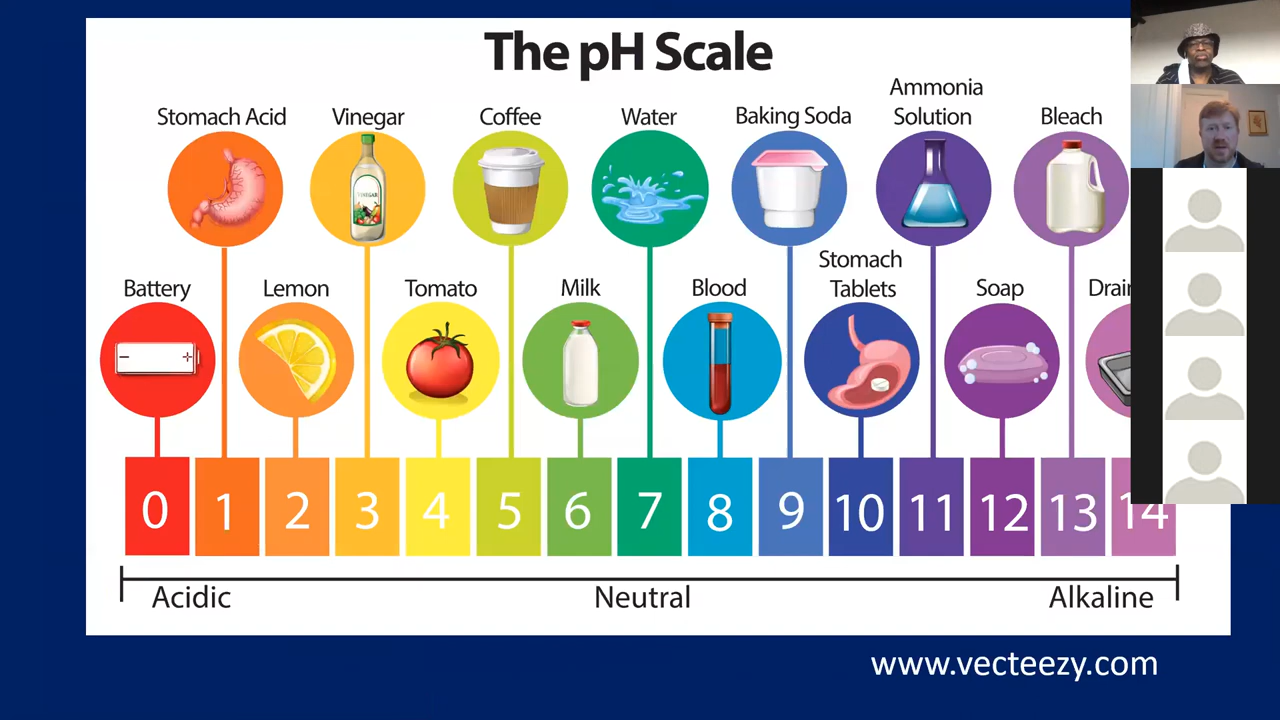 The pH Scale
Stomach Acid
Vinegar
Coffee
Water
Baking Soda
Ammonia
Solution
Bleach
Battery
Lemon
Tomato
Milk
Blood
Stomach
Tablets
Soap
VINEGAR
0 1 2 3 4 5 6 7 8 9 10 11 12 13 14
Acidic
Neutral
Alkaline
www.vecteezy.com